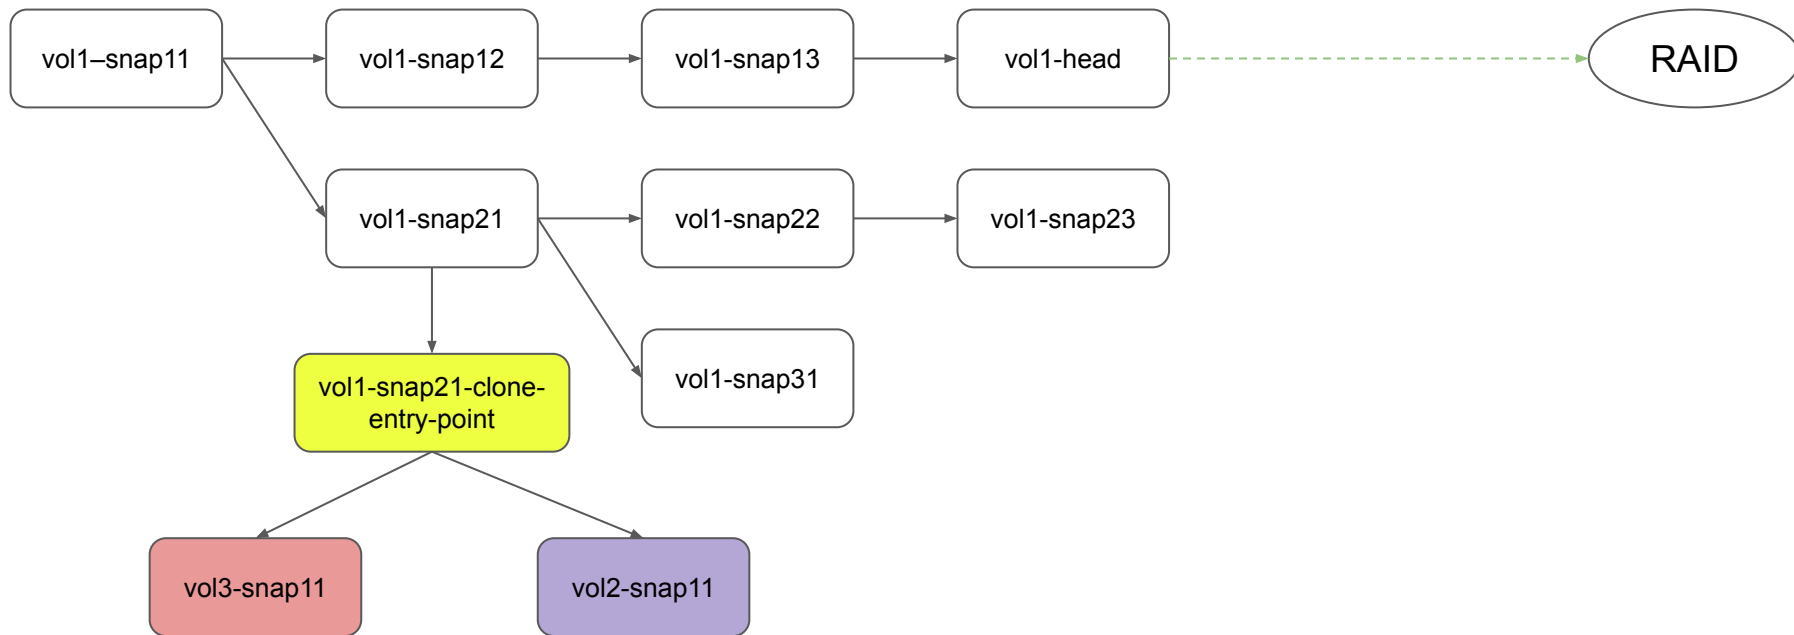 vol1–snap11
vol1-snap12
vol1-snap13
vol1-head
RAID
vol1-snap21
vol1-snap22
vol1-snap23
vol1-snap21-clone-
entry-point
vol1-snap31
vol3-snap11
vol2-snap11